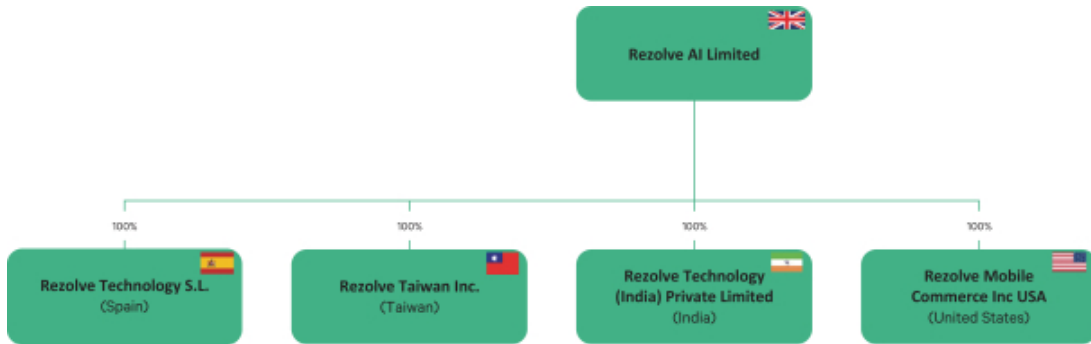 Rezolve AI Limited
100%
100%
100%
100%
Rezolve Technology S.L.
(Spain)
Rezolve Taiwan Inc.
(Taiwan)
Rezolve Technology
(India) Private Limited
(India)
Rezolve Mobile
Commerce Inc USA
(United States)